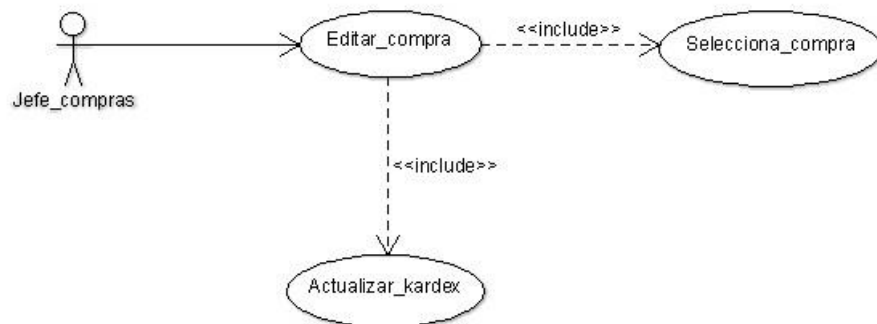 Editar_compra
<<include>>
Selecciona_compra
Jefe_compras
<<include>>
Actualizar_kardex